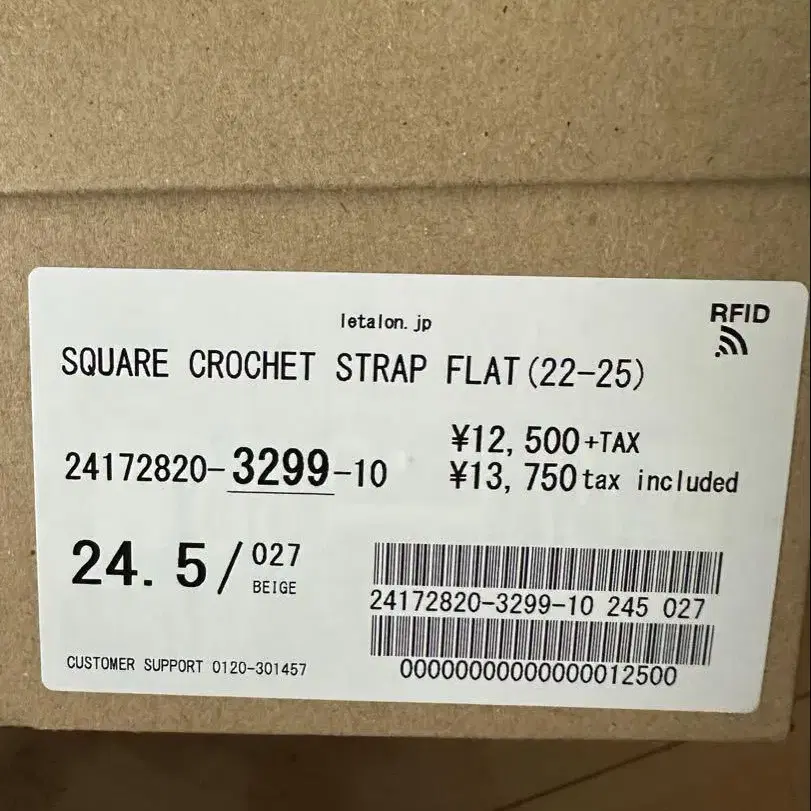 letalon.jp
RFID
SQUARE CROCHET STRAP FLAT(22-25)
¥12,500+TAX
24172820-3299-10
¥13,750tax included
24.5/027
BEIGE
24172820-3299-10 245 027
CUSTOMER SUPPORT 0120-301457
00000000000000012500